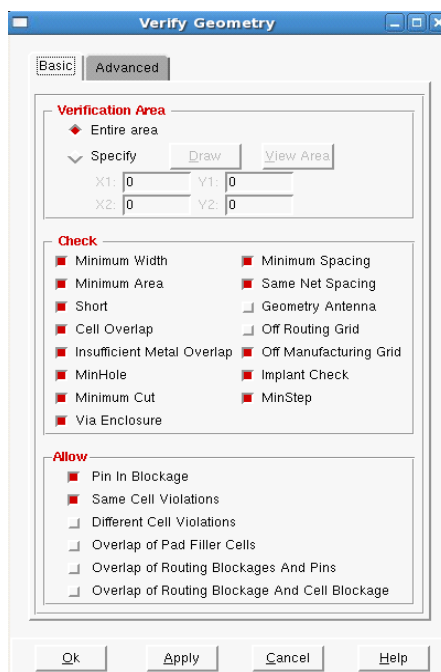 Verify Geometry
Basic
Advanced
Verification Area
Entire area
Specify Draw View Area
X1: 0 Y1: 0
X2: 0 Y2: 0
Check
Minimum Width Minimum Spacing
Minimum Area Same Net Spacing
Short Geometry Antenna
Cell Overlap Off Routing Grid
Insufficient Metal Overlap Off Manufacturing Grid
MinHole Implant Check
Minimum Cut MinStep
Via Enclosure
Allow
Pin In Blockage
Same Cell Violations
Different Cell Violations
Overlap of Pad Filler Cells
Overlap of Routing Blockages And Pins
Overlap of Routing Blockage And Cell Blockage
Ok Apply Cancel Help